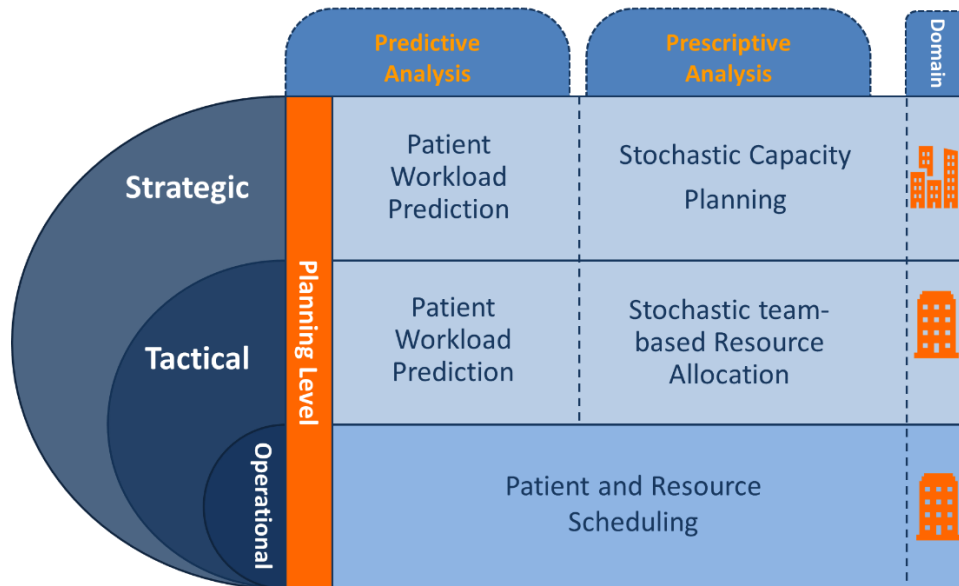 Predictive
Analysis
Prescriptive
Analysis
Domain
Strategic
Patient
Workload
Prediction
Stochastic Capacity
Planning
Planning Level
Tactical
Patient
Workload
Prediction
Stochastic team-
based Resource
Allocation
Operational
Patient and Resource
Scheduling